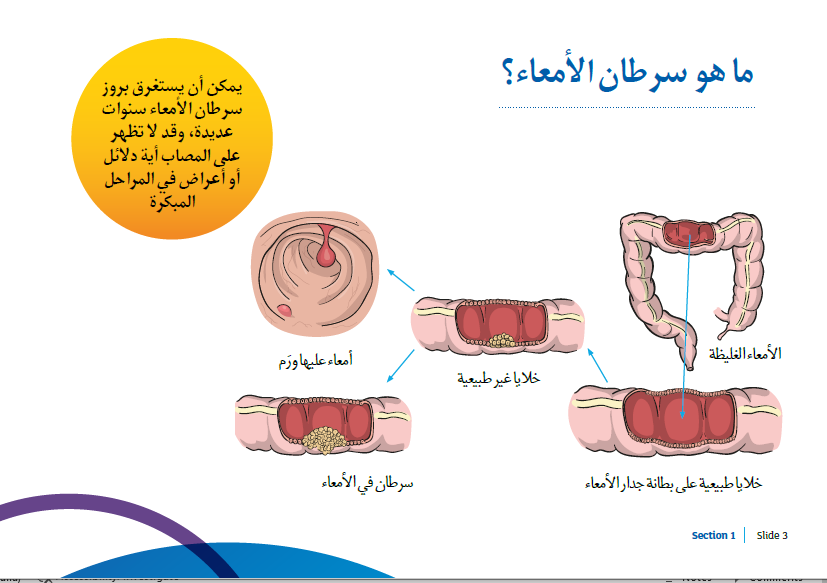 ما هو سرطان الأمعاء؟
يمكن أن يستغرق بروز
سرطان الأمعاء سنوات
عديدة، وقد لا تظهر
على المصاب أية دلائل
أو أعراض في المراحل
المبكرة
الأمعاء الغليظة
خلايا طبيعية على بطانة جدار الأمعاء
خلايا غير طبيعية
أمعاء عليها ورَم
سرطان في الأمعاء
Section 1 | Slide 3